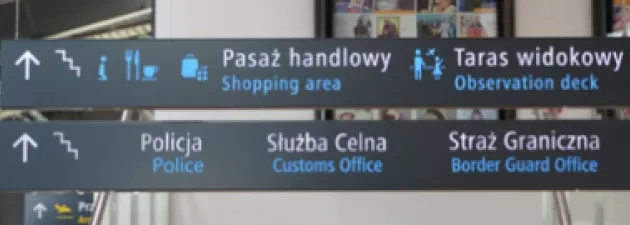 Pasaż handlowy Taras widokowy
Shopping area Observation deck
Policja Służba Celna Straż Graniczna
Police Customs Office Border Guard Office